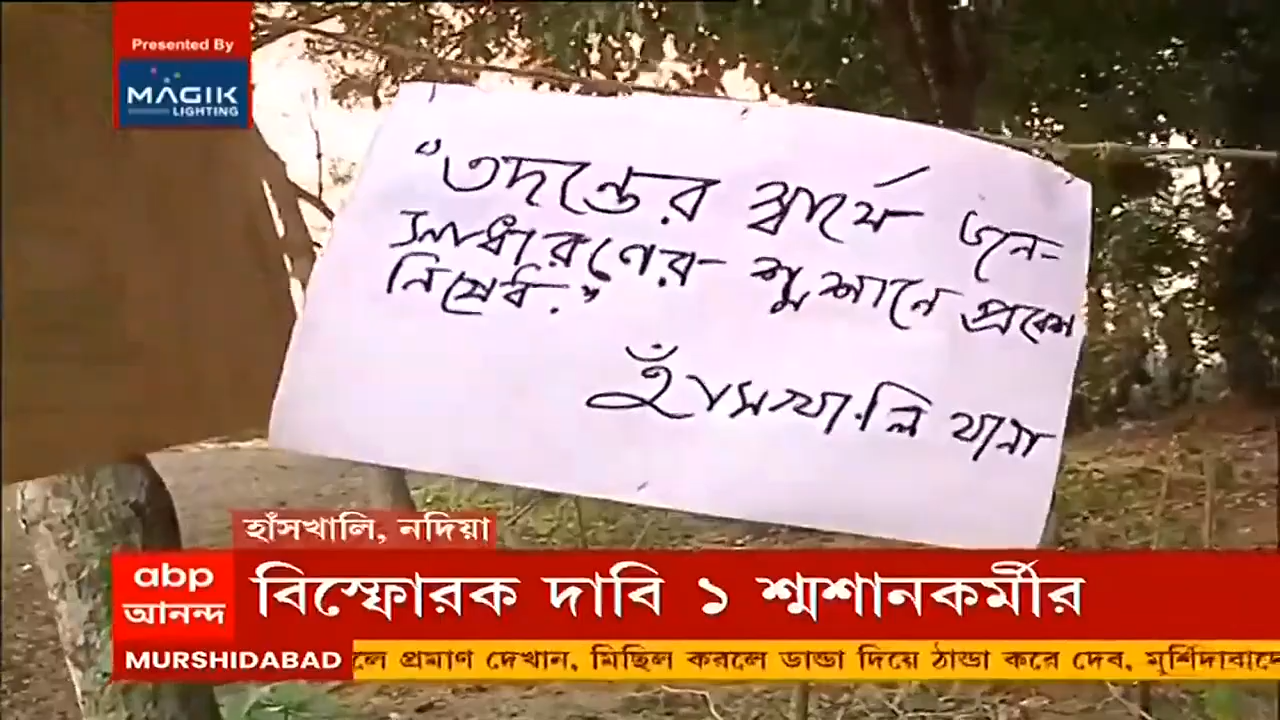 Presented By
MAGIK
LIGHTING
"তদন্তের স্বার্থে জন-
সাধারণের শ্মশানে প্রবেশ
নিষেধ."
হাঁসখালি থানা
হাঁসখালি, নদিয়া
abp
আনন্দ
বিস্ফোরক দাবি ১ শ্মশানকর্মীর
MURSHIDABAD
লে প্রমাণ দেখান, মিছিল করলে ডান্ডা দিয়ে ঠান্ডা করে দেব, মুর্শিদাবাদে